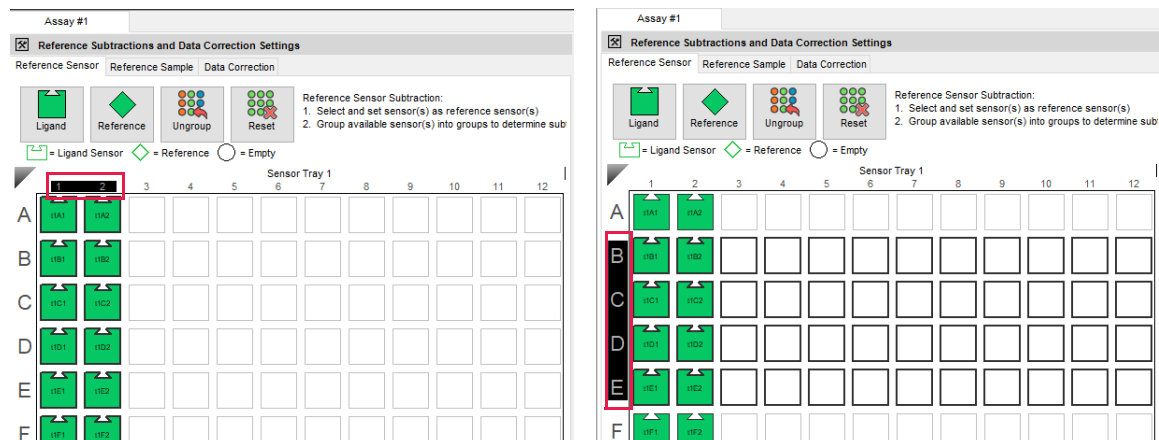 Assay #1
Reference Subtractions and Data Correction Settings
Reference Sensor Reference Sample Data Correction
Ligand Reference Ungroup Reset
Reference Sensor Subtraction:
1. Select and set sensor(s) as reference sensor(s)
2. Group available sensor(s) into groups to determine sub
= Ligand Sensor = Reference = Empty
Sensor Tray 1
1 2 3 4 5 6 7 8 9 10 11 12
A t1A1 t1A2
B t1B1 t1B2
C t1C1 t1C2
D t1D1 t1D2
E t1E1 t1E2
F t1F1 t1F2
Assay #1
Reference Subtractions and Data Correction Settings
Reference Sensor Reference Sample Data Correction
Ligand Reference Ungroup Reset
Reference Sensor Subtraction:
1. Select and set sensor(s) as reference sensor(s)
2. Group available sensor(s) into groups to determine sub
= Ligand Sensor = Reference = Empty
Sensor Tray 1
1 2 3 4 5 6 7 8 9 10 11 12
A t1A1 t1A2
B t1B1 t1B2
C t1C1 t1C2
D t1D1 t1D2
E t1E1 t1E2
F t1F1 t1F2